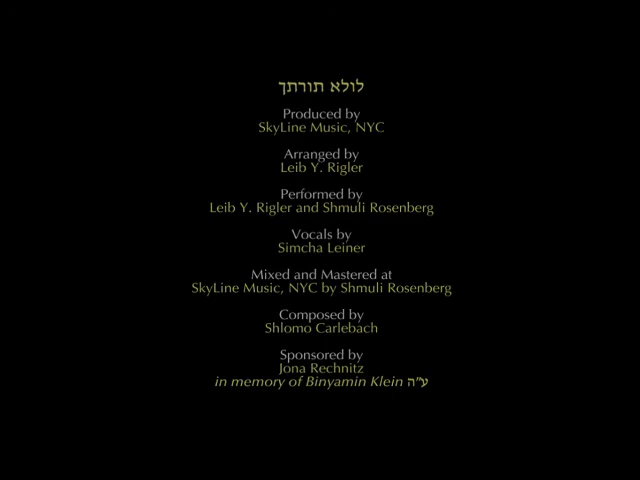 לולא תורתך
Produced by
SkyLine Music, NYC
Arranged by
Leib Y. Rigler
Performed by
Leib Y. Rigler and Shmuli Rosenberg
Vocals by
Simcha Leiner
Mixed and Mastered at
SkyLine Music, NYC by Shmuli Rosenberg
Composed by
Shlomo Carlebach
Sponsored by
Jona Rechnitz
in memory of Binyamin Klein ע"ה